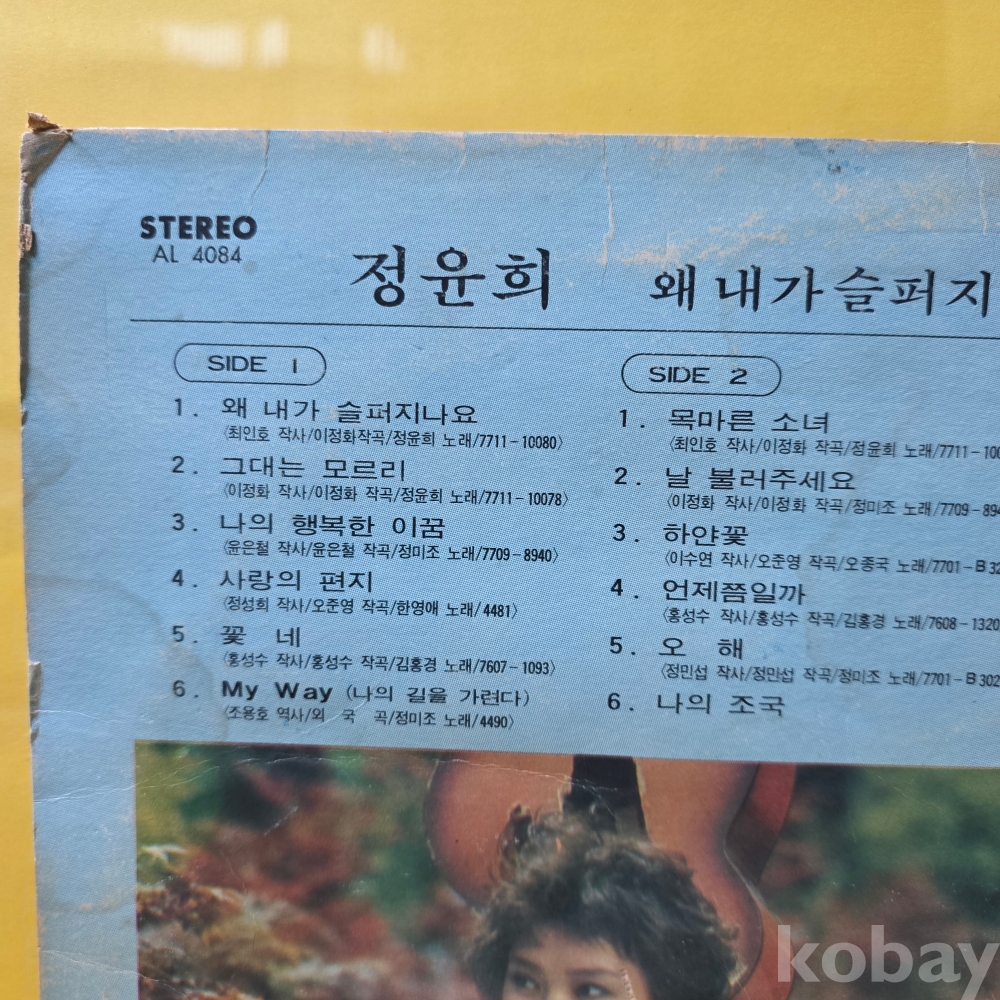 STEREO
AL 4084
정윤희 왜 내가 슬퍼지
SIDE 1
1. 왜 내가 슬퍼지나요
〈최인호 작사/이정화작곡/정윤희 노래/7711-10080〉
2. 그대는 모르리
〈이정화 작사/이정화 작곡/정윤희 노래/7711-10078〉
3. 나의 행복한 이꿈
〈윤은철 작사/윤은철 작곡/정미조 노래/7709-8940〉
4. 사랑의 편지
〈정성희 작사/오준영 작곡/한영애 노래/4481〉
5. 꽃 네
〈홍성수 작사/홍성수 작곡/김홍경 노래/7607-1093〉
6. My Way (나의 길을 가련다)
〈조용호 역사/외 국 곡/정미조 노래/4490〉
SIDE 2
1. 목마른 소녀
〈최인호 작사/이정화 작곡/정윤희 노래/7711-100
2. 날 불러주세요
〈이정화 작사/이정화 작곡/정미조 노래/7709-894
3. 하얀꽃
〈이수연 작사/오준영 작곡/오종국 노래/7701-B32
4. 언제쯤일까
〈홍성수 작사/홍성수 작곡/김홍경 노래/7608-1320
5. 오 해
〈정민섭 작사/정민섭 작곡/정미조 노래/7701-B302
6. 나의 조국
kobay